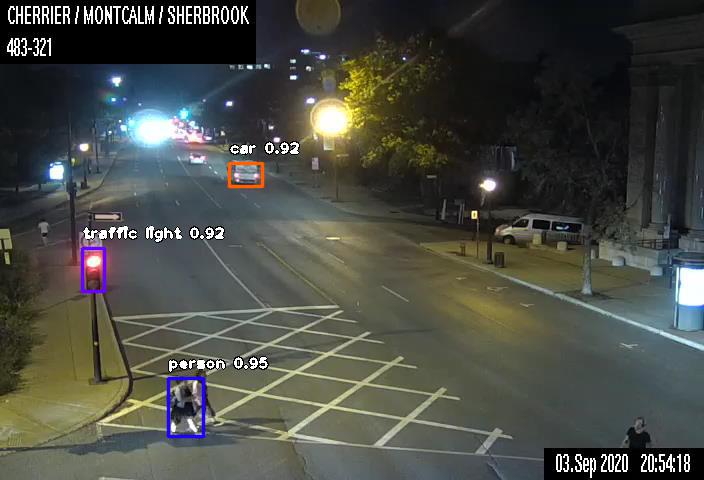 CHERRIER / MONTCALM / SHERBROOK
483-321
car 0.92
traffic light 0.92
person 0.95
03.Sep 2020 20:54:18